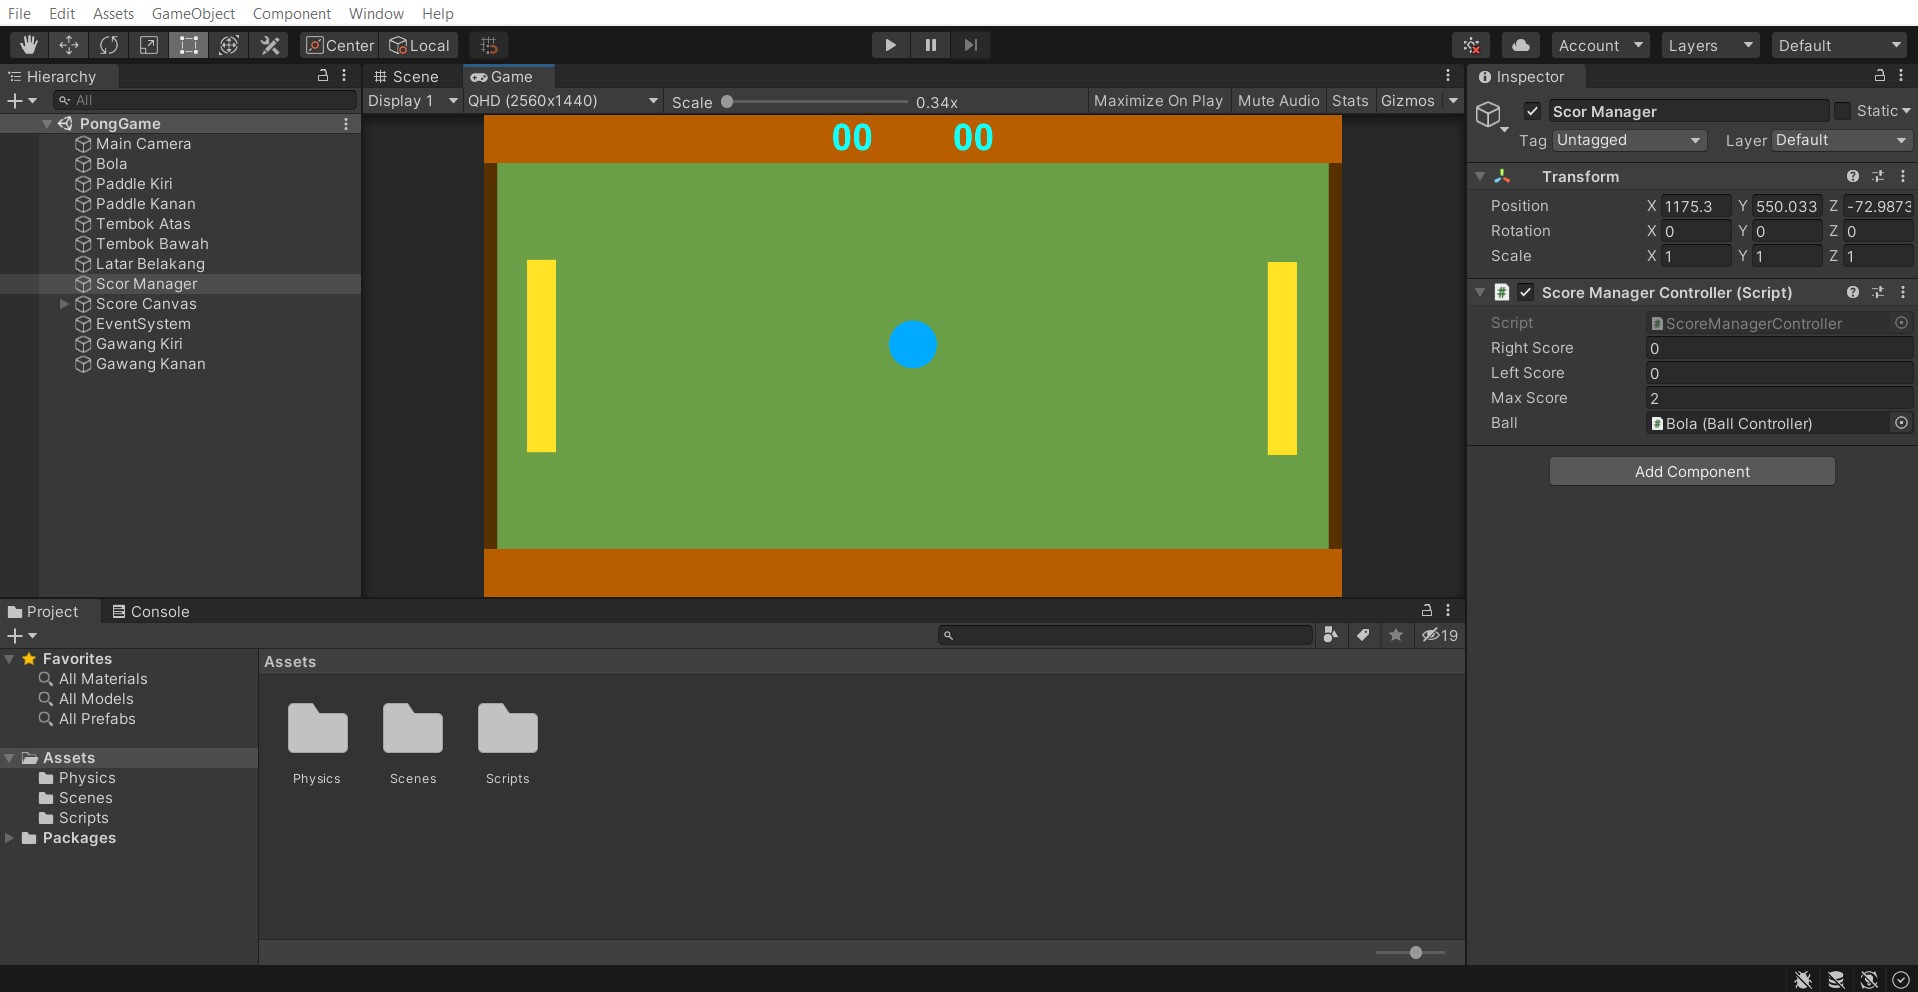 File Edit Assets GameObject Component Window Help
Center Local
Account Layers Default
Hierarchy
All
PongGame
Main Camera
Bola
Paddle Kiri
Paddle Kanan
Tembok Atas
Tembok Bawah
Latar Belakang
Scor Manager
Score Canvas
EventSystem
Gawang Kiri
Gawang Kanan
Scene Game
Display 1 QHD (2560x1440) Scale 0.34x Maximize On Play Mute Audio Stats Gizmos
00 00
Inspector
Scor Manager Static
Tag Untagged Layer Default
Transform
Position X 1175.3 Y 550.033 Z -72.9873
Rotation X 0 Y 0 Z 0
Scale X 1 Y 1 Z 1
# Score Manager Controller (Script)
Script # ScoreManagerController
Right Score 0
Left Score 0
Max Score 2
Ball # Bola (Ball Controller)
Add Component
Project Console
19
Favorites
All Materials
All Models
All Prefabs
Assets
Physics
Scenes
Scripts
Packages
Assets
Physics Scenes Scripts